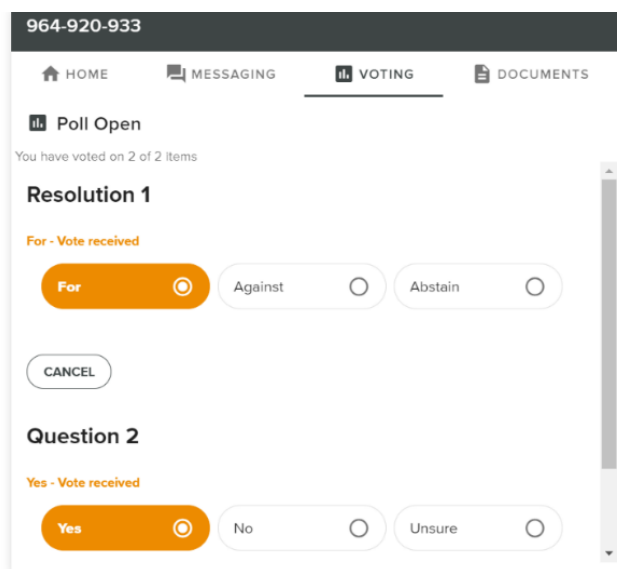 964-920-933
HOME MESSAGING VOTING DOCUMENTS
Poll Open
You have voted on 2 of 2 items
Resolution 1
For - Vote received
For Against Abstain
CANCEL
Question 2
Yes - Vote received
Yes No Unsure